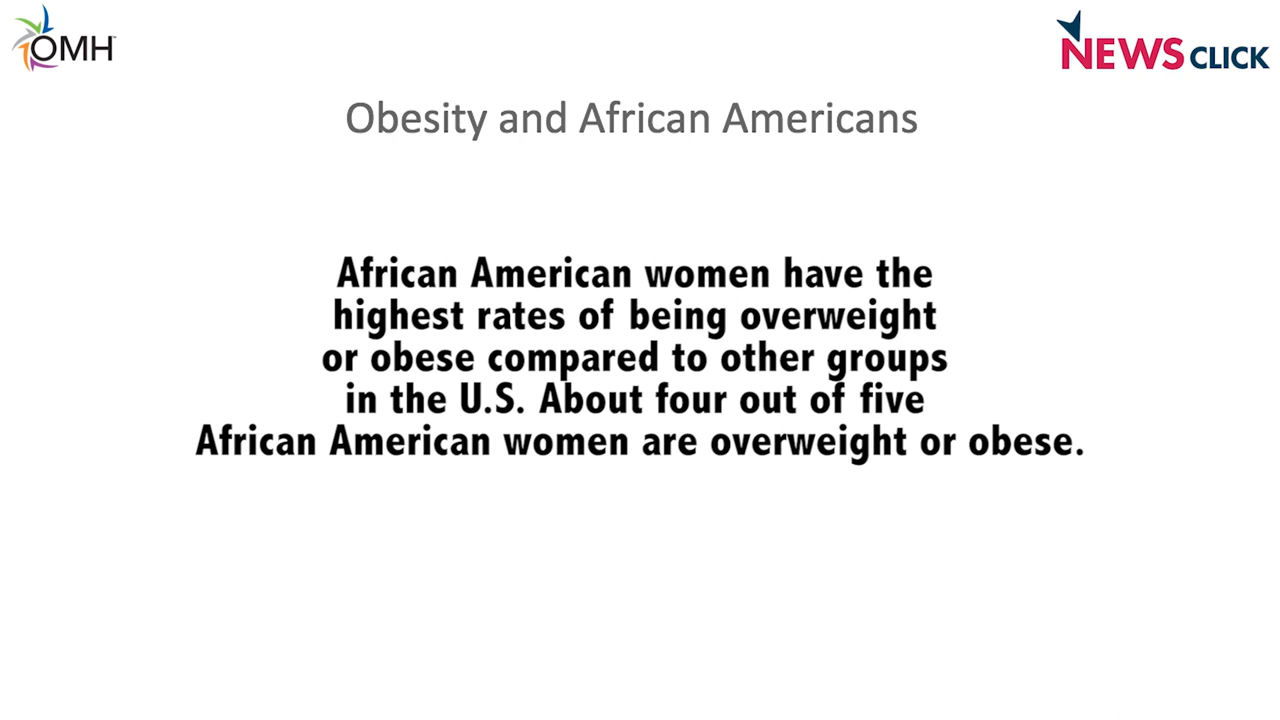 OMH
NEWS CLICK
Obesity and African Americans
African American women have the
highest rates of being overweight
or obese compared to other groups
in the U.S. About four out of five
African American women are overweight or obese.